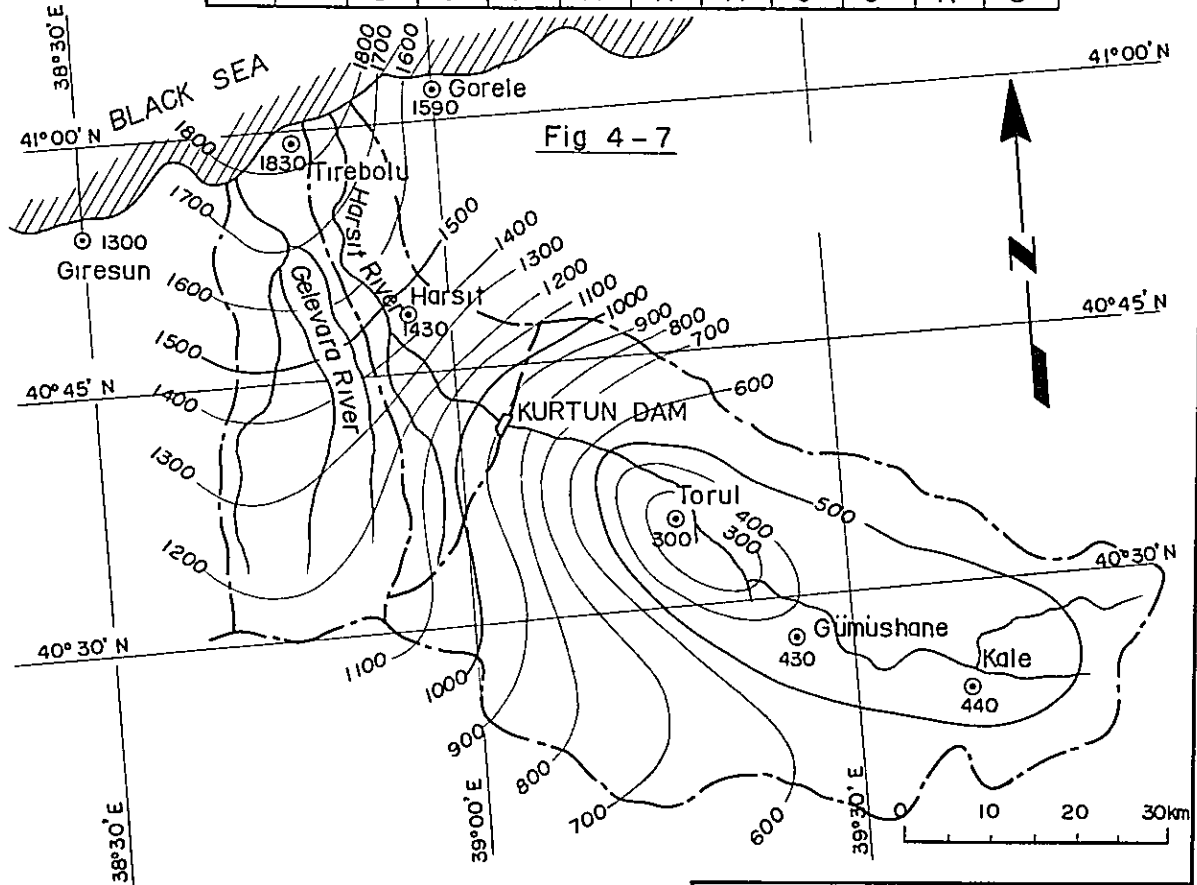 38°30' E
BLACK SEA
1800
1700
1600
Gorele
1590
41°00' N
41°00' N
Fig 4-7
1800
1830
Tirebolu
1700
1300
Giresun
Harsit River
1500
1400
1300
1200
1100
1000
900
800
700
600
1600
Gelevara River
Harsit
1430
40°45' N
1500
40°45' N
1400
KURTUN DAM
1300
Torul
300
400
300
500
40°30' N
1200
40°30' N
Gümüshane
430
Kale
440
1100
1000
900
800
700
600
38°30' E
39°00' E
39°30' E
0 10 20 30km
N